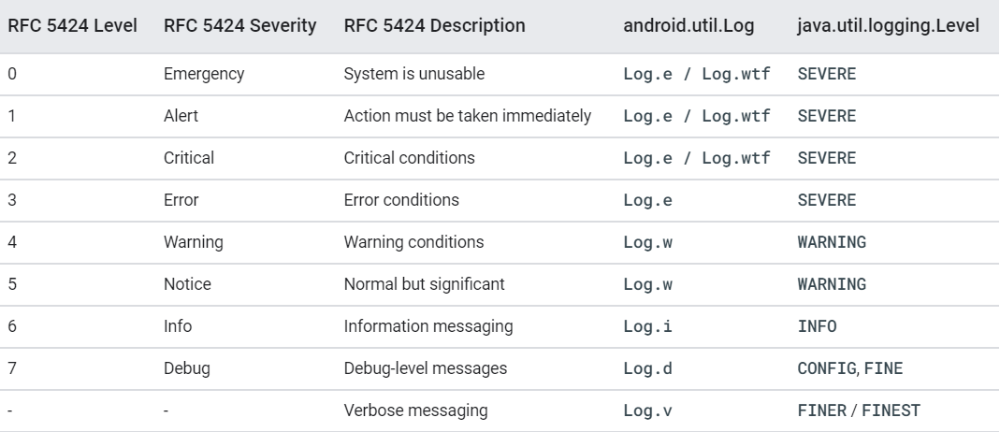 RFC 5424 Level RFC 5424 Severity RFC 5424 Description android.util.Log java.util.logging.Level
0 Emergency System is unusable Log.e / Log.wtf SEVERE
1 Alert Action must be taken immediately Log.e / Log.wtf SEVERE
2 Critical Critical conditions Log.e / Log.wtf SEVERE
3 Error Error conditions Log.e SEVERE
4 Warning Warning conditions Log.w WARNING
5 Notice Normal but significant Log.w WARNING
6 Info Information messaging Log.i INFO
7 Debug Debug-level messages Log.d CONFIG, FINE
- - Verbose messaging Log.v FINER / FINEST